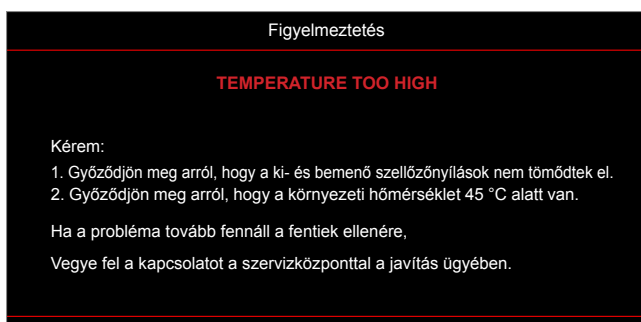 Figyelmeztetés
TEMPERATURE TOO HIGH
Kérem:
1. Győződjön meg arról, hogy a ki- és bemenő szellőzőnyílások nem tömődtek el.
2. Győződjön meg arról, hogy a környezeti hőmérséklet 45 °C alatt van.
Ha a probléma tovább fennáll a fentiek ellenére,
Vegye fel a kapcsolatot a szervizközponttal a javítás ügyében.